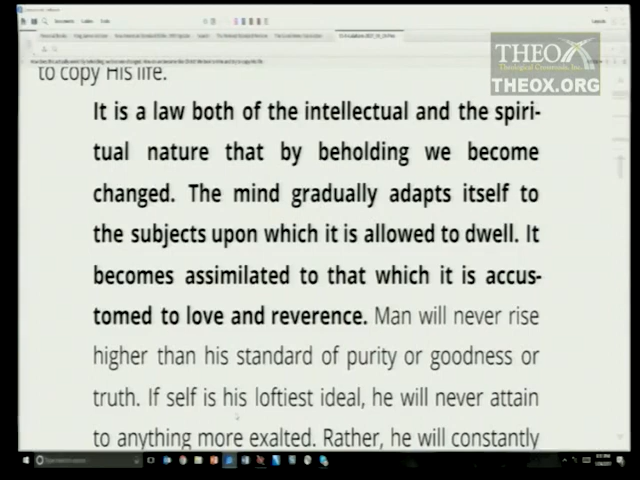 THEOX
THEOX.ORG
to copy His life.
It is a law both of the intellectual and the spiri-
tual nature that by beholding we become
changed. The mind gradually adapts itself to
the subjects upon which it is allowed to dwell. It
becomes assimilated to that which it is accus-
tomed to love and reverence. Man will never rise
higher than his standard of purity or goodness or
truth. If self is his loftiest ideal, he will never attain
to anything more exalted. Rather, he will constantly